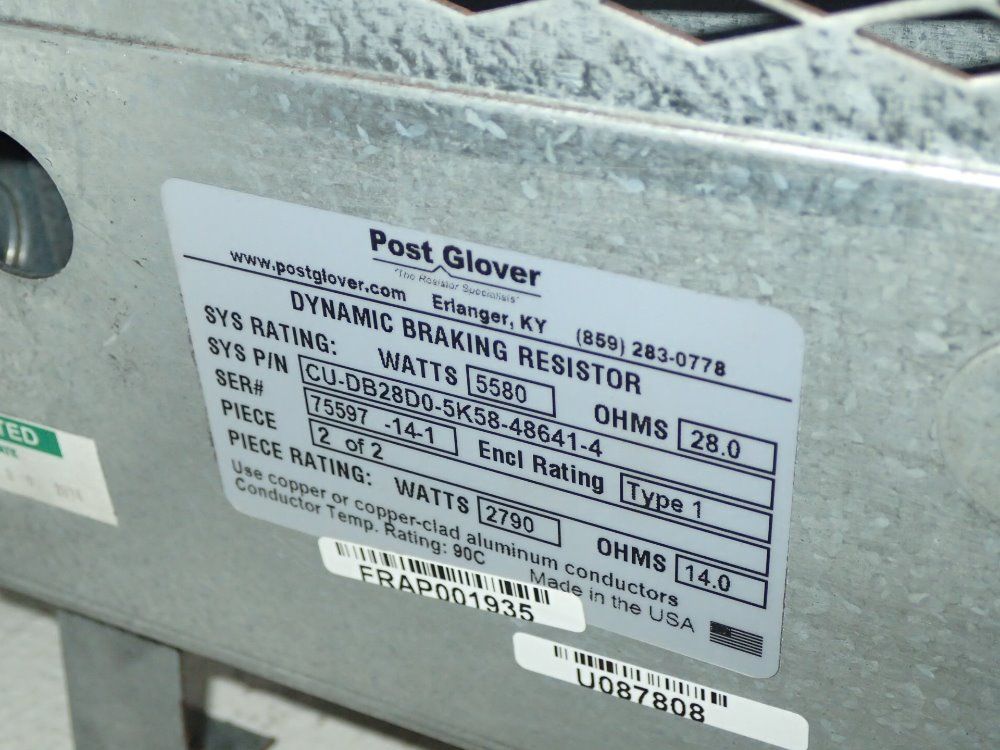 Post Glover
"The Resistor Specialists"
www.postglover.com Erlanger, KY (859) 283-0778
DYNAMIC BRAKING RESISTOR
SYS RATING: WATTS 5580 OHMS 28.0
SYS P/N CU-DB28D0-5K58-48641-4
SER# 75597 -14-1 Encl Rating Type 1
PIECE 2 of 2
PIECE RATING: WATTS 2790 OHMS 14.0
Use copper or copper-clad aluminum conductors
Conductor Temp. Rating: 90C
Made in the USA
FRAP001935
U087808
TED